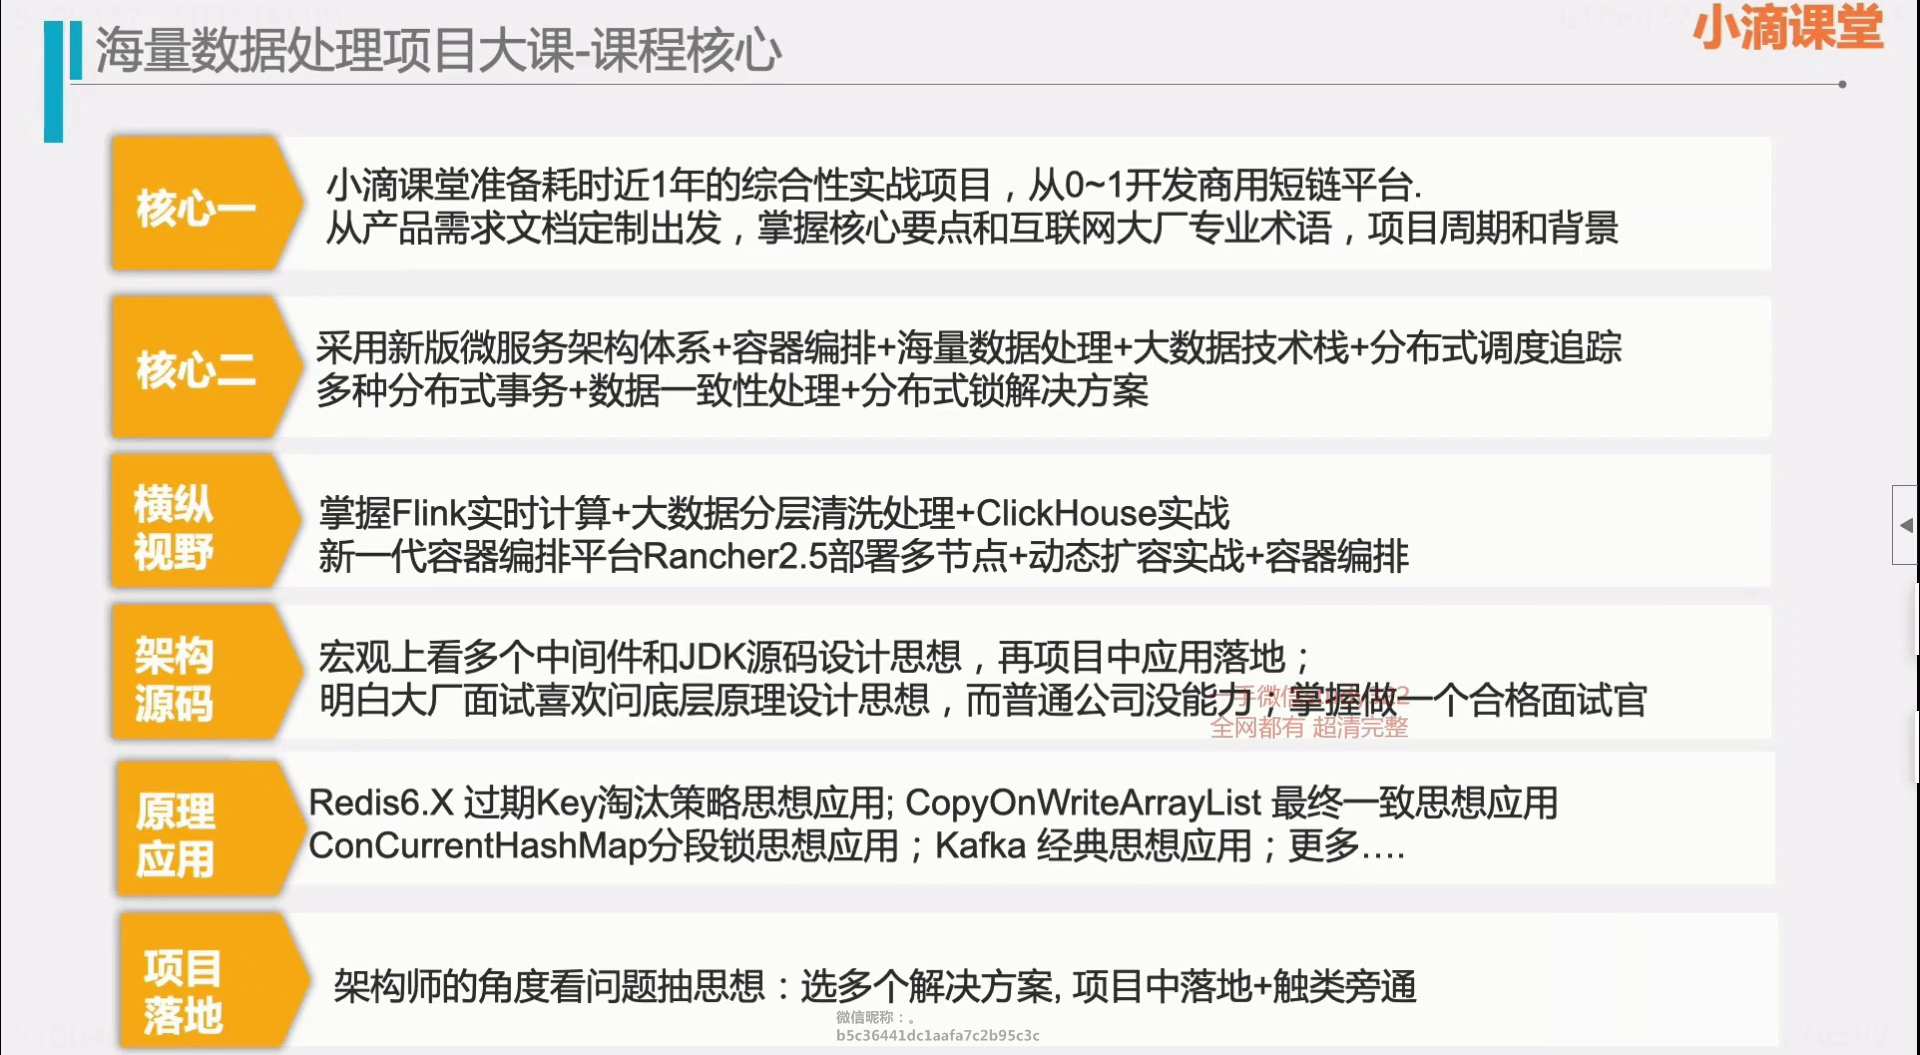 海量数据处理项目大课-课程核心
小滴课堂
核心一
小滴课堂准备耗时近1年的综合性实战项目，从0~1开发商用短链平台.
从产品需求文档定制出发，掌握核心要点和互联网大厂专业术语，项目周期和背景
核心二
采用新版微服务架构体系+容器编排+海量数据处理+大数据技术栈+分布式调度追踪
多种分布式事务+数据一致性处理+分布式锁解决方案
横纵
视野
掌握Flink实时计算+大数据分层清洗处理+ClickHouse实战
新一代容器编排平台Rancher2.5部署多节点+动态扩容实战+容器编排
架构
源码
宏观上看多个中间件和JDK源码设计思想，再项目中应用落地；
明白大厂面试喜欢问底层原理设计思想，而普通公司没能力；掌握做一个合格面试官
一手微信
全网都有 超清完整
原理
应用
Redis6.X 过期Key淘汰策略思想应用; CopyOnWriteArrayList 最终一致思想应用
ConCurrentHashMap分段锁思想应用；Kafka 经典思想应用；更多….
项目
落地
架构师的角度看问题抽思想：选多个解决方案, 项目中落地+触类旁通
微信昵称：。
b5c36441dc1aafa7c2b95c3c